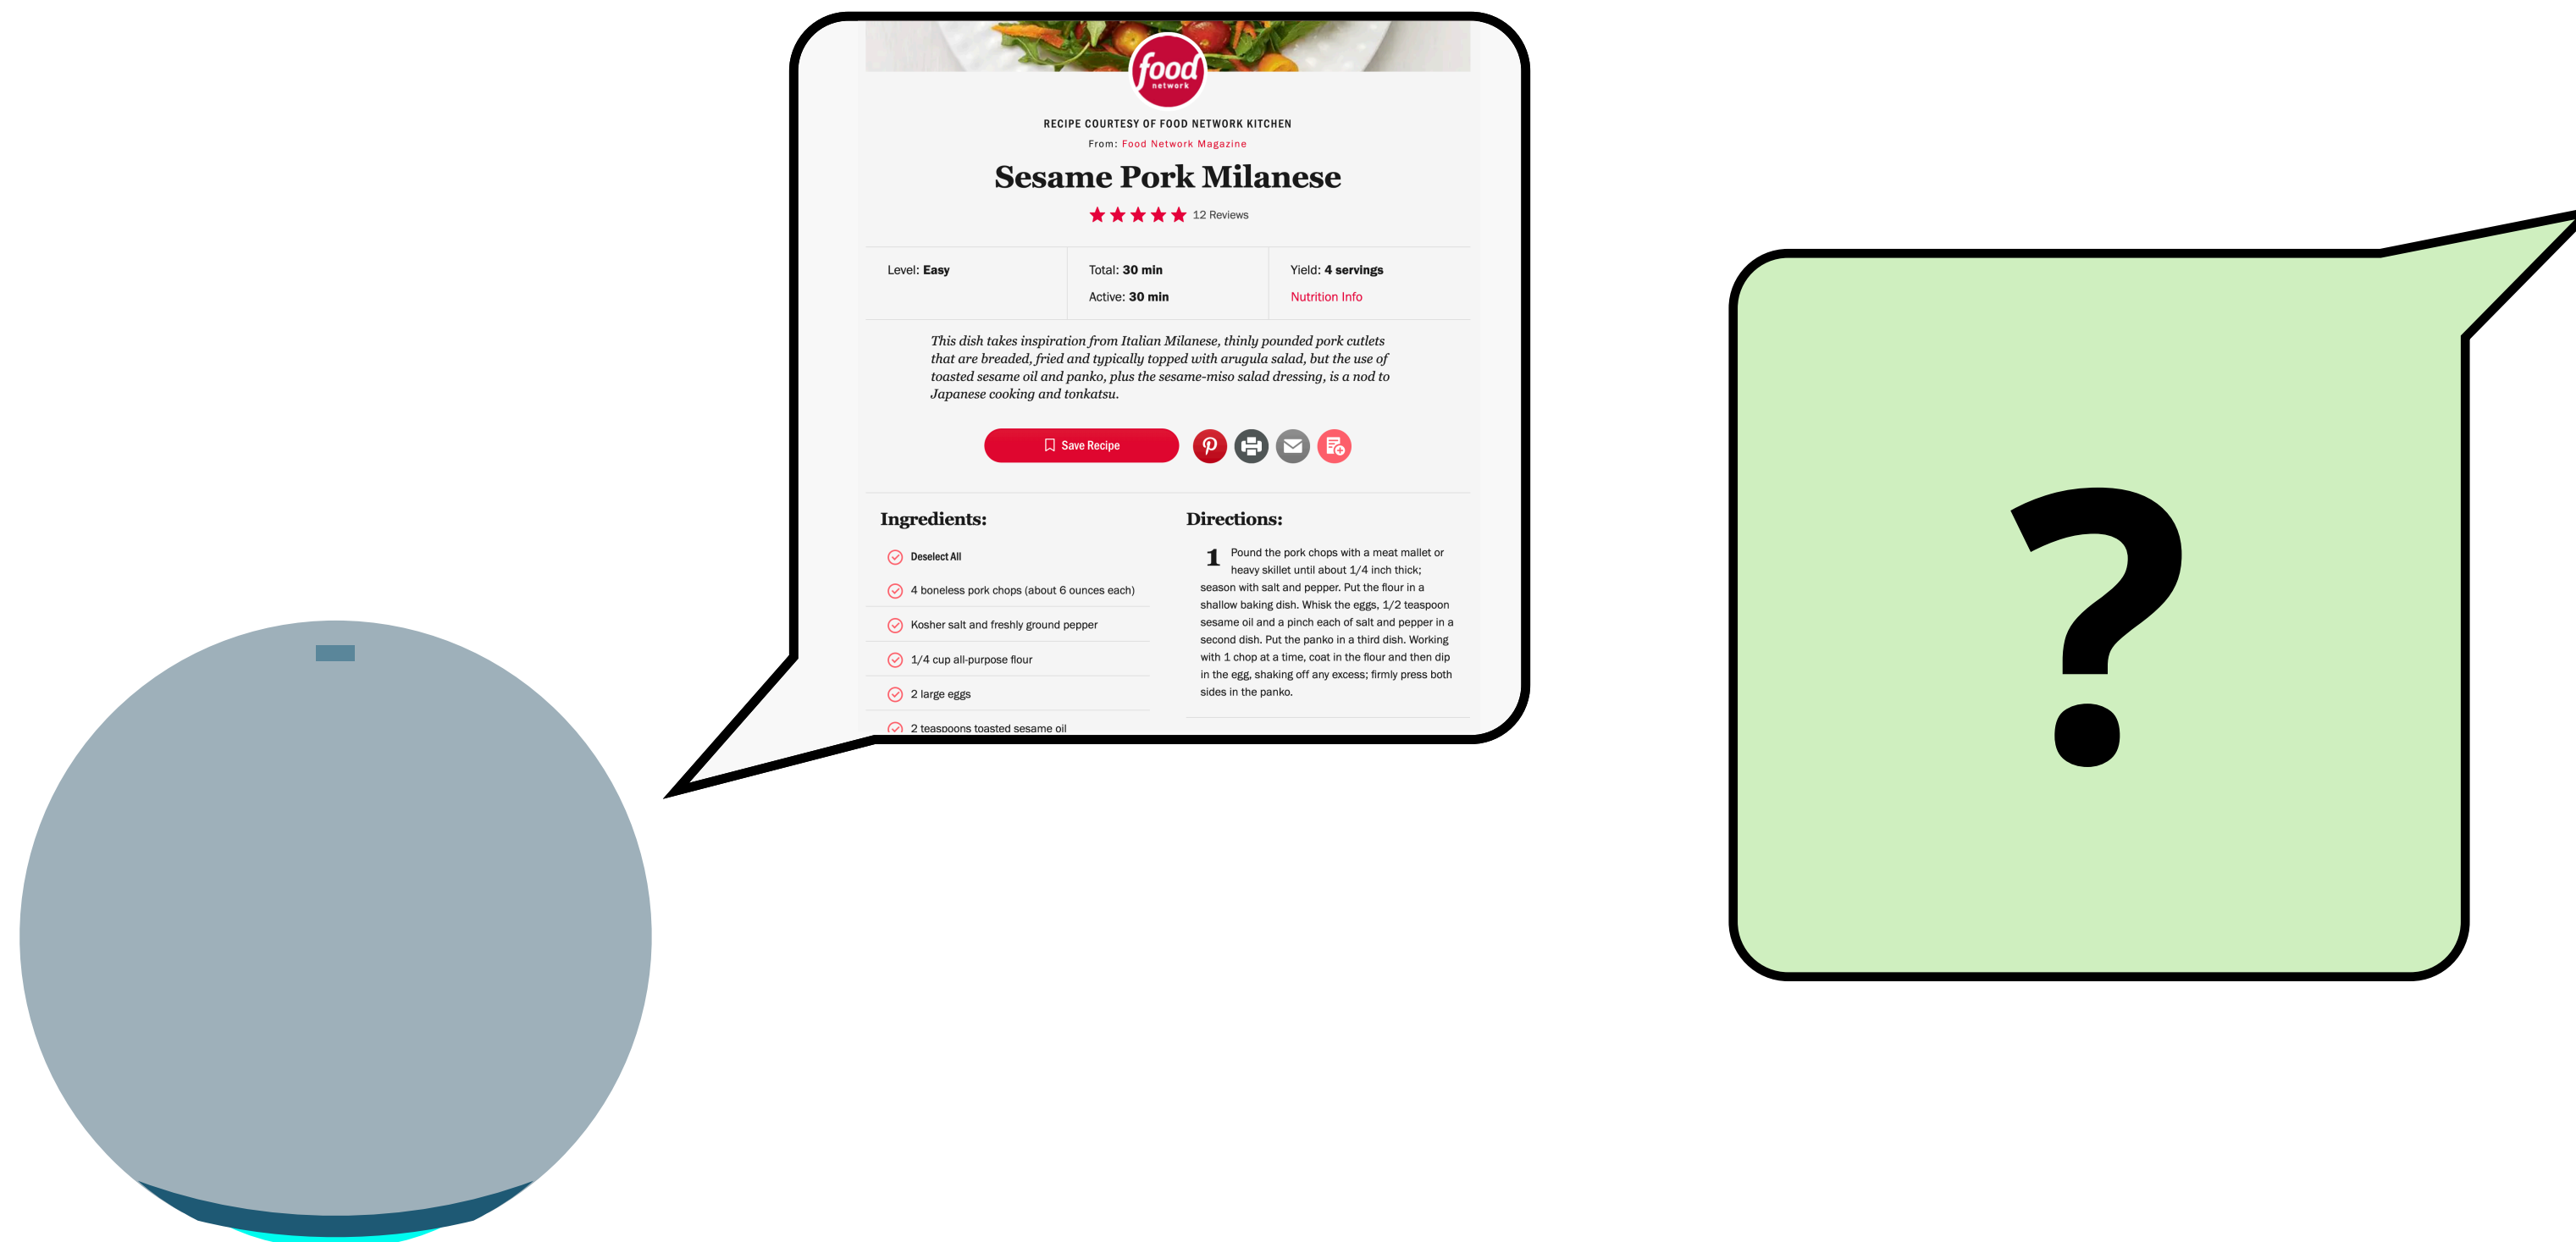 food
network
RECIPE COURTESY OF FOOD NETWORK KITCHEN
From: Food Network Magazine
Sesame Pork Milanese
12 Reviews
Level: Easy
Total: 30 min
Active: 30 min
Yield: 4 servings
Nutrition Info
This dish takes inspiration from Italian Milanese, thinly pounded pork cutlets
that are breaded, fried and typically topped with arugula salad, but the use of
toasted sesame oil and panko, plus the sesame-miso salad dressing, is a nod to
Japanese cooking and tonkatsu.
Save Recipe
Ingredients:
Deselect All
4 boneless pork chops (about 6 ounces each)
Kosher salt and freshly ground pepper
1/4 cup all-purpose flour
2 large eggs
2 teaspoons toasted sesame oil
Directions:
1 Pound the pork chops with a meat mallet or
heavy skillet until about 1/4 inch thick;
season with salt and pepper. Put the flour in a
shallow baking dish. Whisk the eggs, 1/2 teaspoon
sesame oil and a pinch each of salt and pepper in a
second dish. Put the panko in a third dish. Working
with 1 chop at a time, coat in the flour and then dip
in the egg, shaking off any excess; firmly press both
sides in the panko.
?